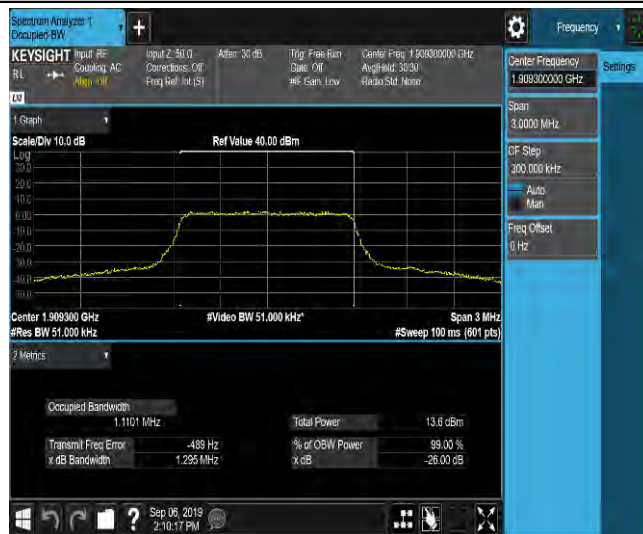 Spectrum Analyzer 1
Occupied BW
Frequency
KEYSIGHT
Input: RF
Coupling: AC
Align: Off
Input Z: 50 Ω
Corrections: Off
Freq Ref: Int (S)
Atten: 30 dB
Trig: Free Run
Gate: Off
#IF Gain: Low
Center Freq: 1.909300000 GHz
Avg|Hold: 30/30
Radio Std: None
RL
LXI
Center Frequency
1.909300000 GHz
Settings
Span
3.0000 MHz
CF Step
300.000 kHz
Auto
Man
Freq Offset
0 Hz
1 Graph
Scale/Div 10.0 dB
Ref Value 40.00 dBm
Log
30.0
20.0
10.0
0.00
-10.0
-20.0
-30.0
-40.0
-50.0
Center 1.909300 GHz
#Video BW 51.000 kHz*
Span 3 MHz
#Res BW 51.000 kHz
#Sweep 100 ms (601 pts)
2 Metrics
Occupied Bandwidth
1.1101 MHz
Total Power
13.6 dBm
Transmit Freq Error
-489 Hz
% of OBW Power
99.00 %
x dB Bandwidth
1.295 MHz
x dB
-26.00 dB
?
Sep 06, 2019
2:10:17 PM